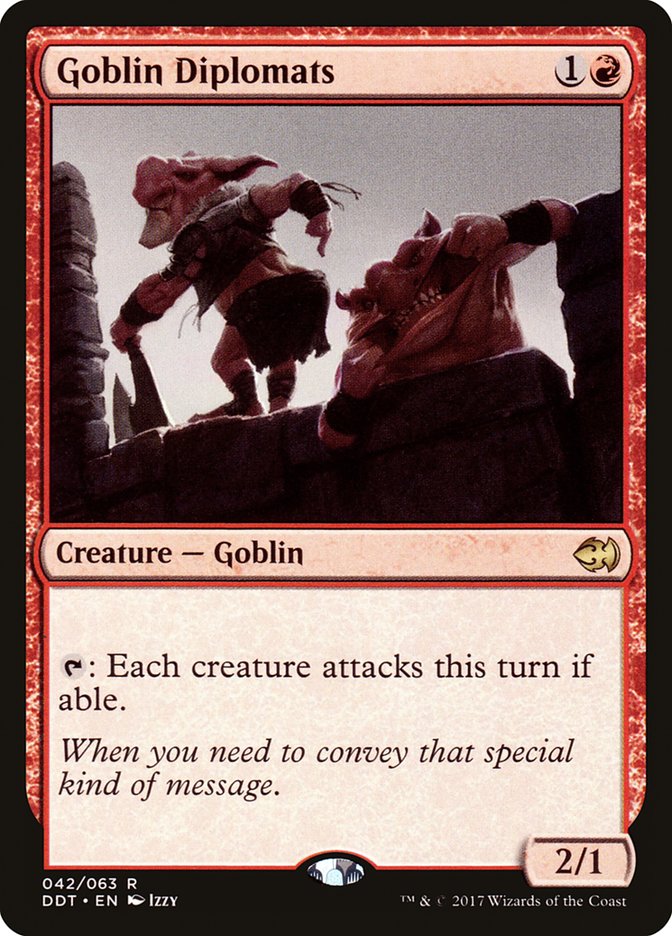 Goblin Diplomats 1
Creature — Goblin
: Each creature attacks this turn if
able.
When you need to convey that special
kind of message.
2/1
042/063 R
DDT • EN Izzy
™ & © 2017 Wizards of the Coast